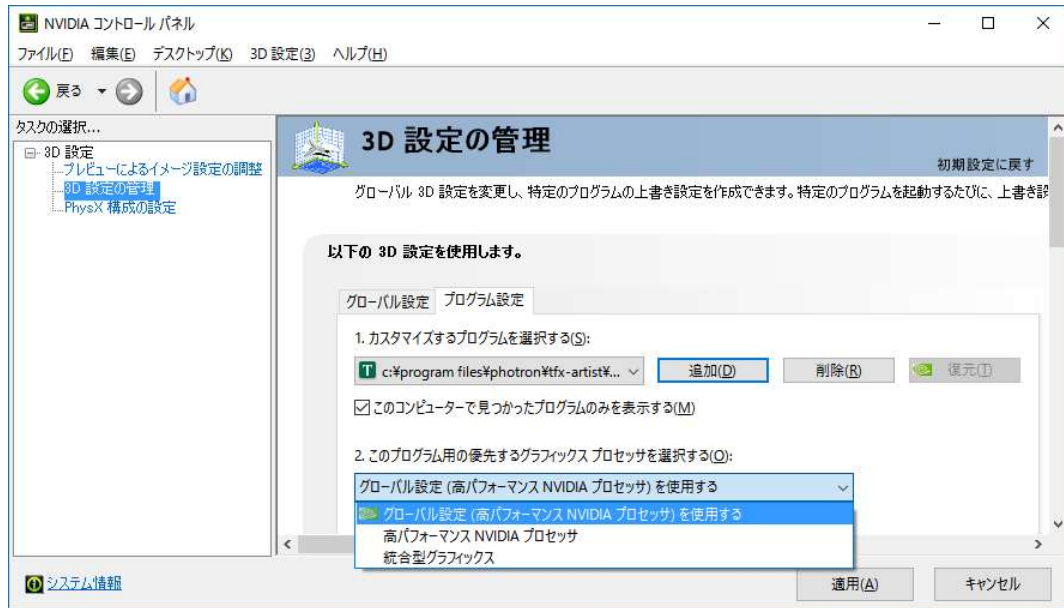 NVIDIA コントロール パネル
ファイル(F) 編集(E) デスクトップ(K) 3D 設定(3) ヘルプ(H)
戻る
タスクの選択...
3D 設定
プレビューによるイメージ設定の調整
3D 設定の管理
PhysX 構成の設定
3D 設定の管理
初期設定に戻す
グローバル 3D 設定を変更し、特定のプログラムの上書き設定を作成できます。特定のプログラムを起動するたびに、上書き設
以下の 3D 設定を使用します。
グローバル設定 プログラム設定
1. カスタマイズするプログラムを選択する(S):
c:¥program files¥photron¥tfx-artist¥... 追加(D) 削除(R) 復元(T)
このコンピューターで見つかったプログラムのみを表示する(M)
2. このプログラム用の優先するグラフィックス プロセッサを選択する(O):
グローバル設定 (高パフォーマンス NVIDIA プロセッサ) を使用する
グローバル設定 (高パフォーマンス NVIDIA プロセッサ) を使用する
高パフォーマンス NVIDIA プロセッサ
統合型グラフィックス
システム情報
適用(A) キャンセル